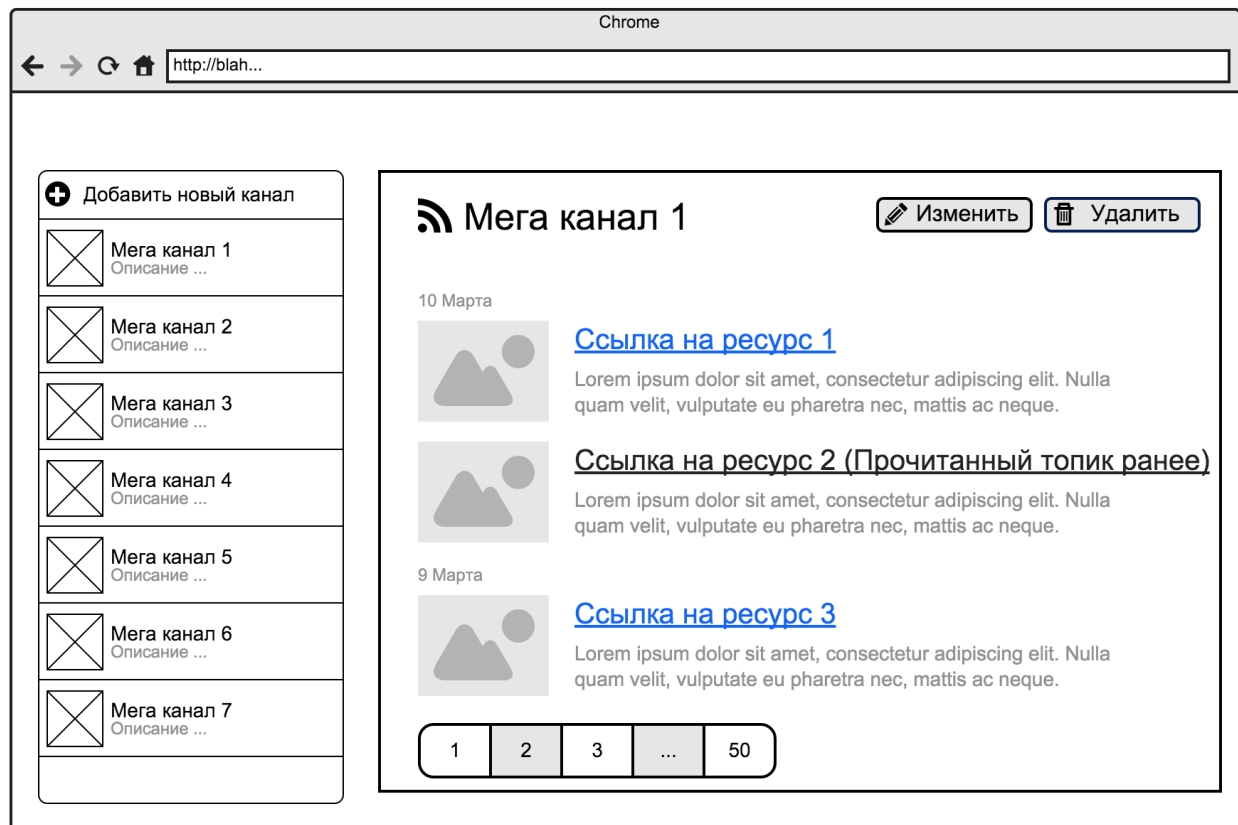 Chrome
http://blah...
Добавить новый канал
Мега канал 1
Описание ...
Мега канал 2
Описание ...
Мега канал 3
Описание ...
Мега канал 4
Описание ...
Мега канал 5
Описание ...
Мега канал 6
Описание ...
Мега канал 7
Описание ...
Мега канал 1
Изменить
Удалить
10 Марта
Ссылка на ресурс 1
Lorem ipsum dolor sit amet, consectetur adipiscing elit. Nulla
quam velit, vulputate eu pharetra nec, mattis ac neque.
Ссылка на ресурс 2 (Прочитанный топик ранее)
Lorem ipsum dolor sit amet, consectetur adipiscing elit. Nulla
quam velit, vulputate eu pharetra nec, mattis ac neque.
9 Марта
Ссылка на ресурс 3
Lorem ipsum dolor sit amet, consectetur adipiscing elit. Nulla
quam velit, vulputate eu pharetra nec, mattis ac neque.
1 2 3 ... 50